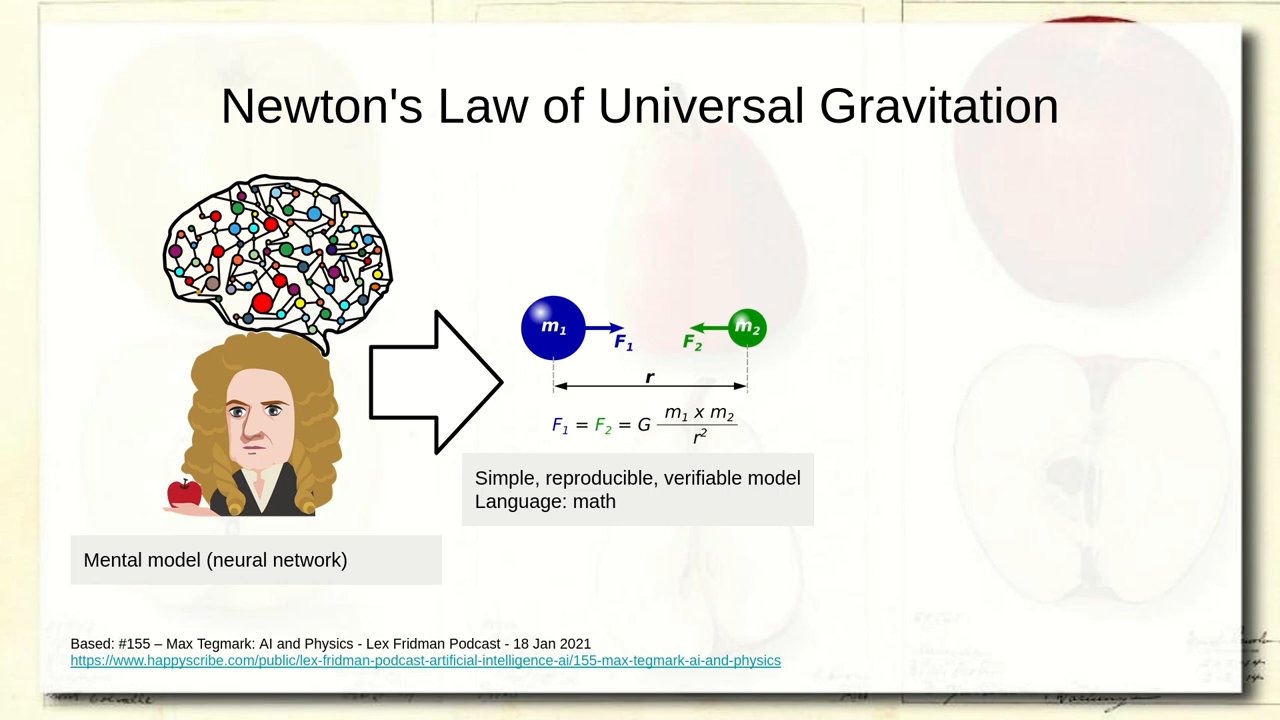 Newton's Law of Universal Gravitation
m₁
F₁
F₂
m₂
r
F₁ = F₂ = G (m₁ x m₂) / r²
Simple, reproducible, verifiable model
Language: math
Mental model (neural network)
Based: #155 – Max Tegmark: AI and Physics - Lex Fridman Podcast - 18 Jan 2021
https://www.happyscribe.com/public/lex-fridman-podcast-artificial-intelligence-ai/155-max-tegmark-ai-and-physics